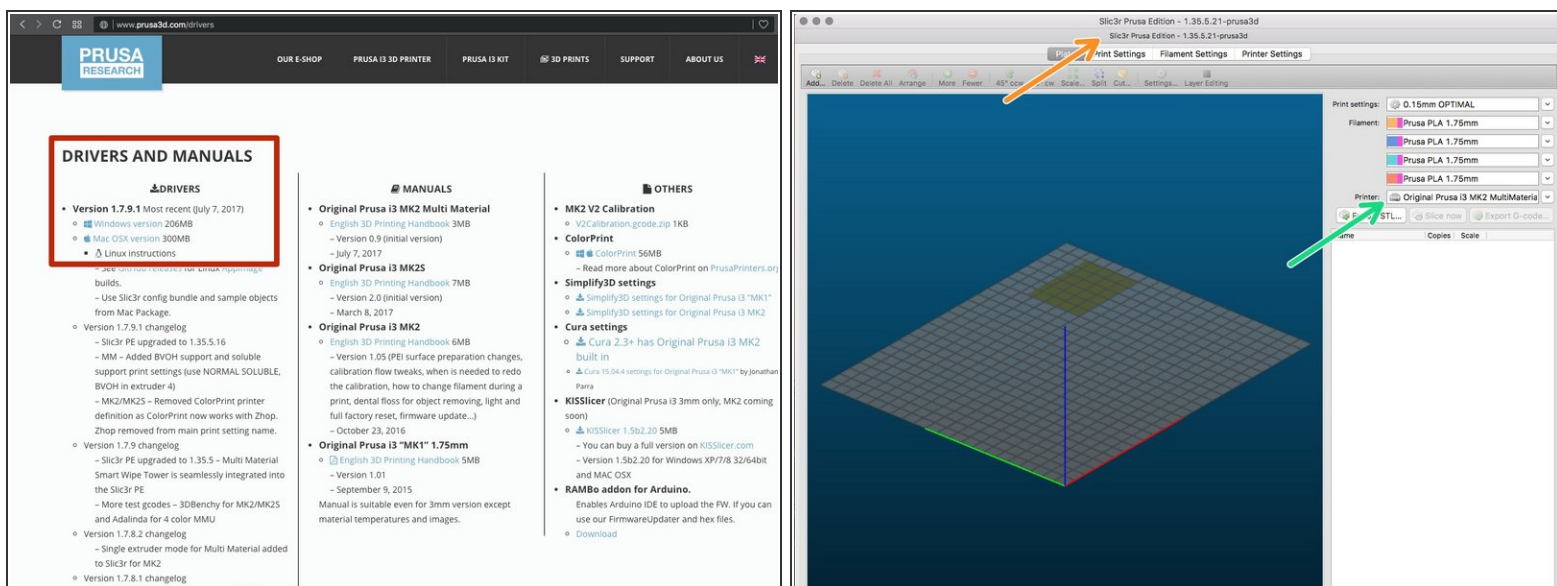 www.prusa3d.com/drivers
PRUSA
RESEARCH
OUR E-SHOP
PRUSA I3 3D PRINTER
PRUSA I3 KIT
3D PRINTS
SUPPORT
ABOUT US
DRIVERS AND MANUALS
DRIVERS
• Version 1.7.9.1 Most recent (July 7, 2017)
Windows version 206MB
Mac OSX version 300MB
Linux instructions
– See GitHub releases for Linux AppImage
builds.
– Use Slic3r config bundle and sample objects
from Mac Package.
Version 1.7.9.1 changelog
– Slic3r PE upgraded to 1.35.5.16
– MM – Added BVOH support and soluble
support print settings (use NORMAL SOLUBLE,
BVOH in extruder 4)
– MK2/MK2S – Removed ColorPrint printer
definition as ColorPrint now works with Zhop.
Zhop removed from main print setting name.
Version 1.7.9 changelog
– Slic3r PE upgraded to 1.35.5 – Multi Material
Smart Wipe Tower is seamlessly integrated into
the Slic3r PE
– More test gcodes – 3DBenchy for MK2/MK2S
and Adalinda for 4 color MMU
Version 1.7.8.2 changelog
– Single extruder mode for Multi Material added
to Slic3r for MK2
Version 1.7.8.1 changelog
MANUALS
• Original Prusa i3 MK2 Multi Material
English 3D Printing Handbook 3MB
– Version 0.9 (initial version)
– July 7, 2017
• Original Prusa i3 MK2S
English 3D Printing Handbook 7MB
– Version 2.0 (initial version)
– March 8, 2017
• Original Prusa i3 MK2
English 3D Printing Handbook 6MB
– Version 1.05 (PEI surface preparation changes,
calibration flow tweaks, when is needed to redo
the calibration, how to change filament during a
print, dental floss for object removing, light and
full factory reset, firmware update...)
– October 23, 2016
• Original Prusa i3 "MK1" 1.75mm
English 3D Printing Handbook 5MB
– Version 1.01
– September 9, 2015
Manual is suitable even for 3mm version except
material temperatures and images.
OTHERS
• MK2 V2 Calibration
V2Calibration.gcode.zip 1KB
• ColorPrint
ColorPrint 56MB
– Read more about ColorPrint on PrusaPrinters.org
• Simplify3D settings
Simplify3D settings for Original Prusa i3 "MK1"
Simplify3D settings for Original Prusa i3 MK2
• Cura settings
Cura 2.3+ has Original Prusa i3 MK2
built in
Cura 15.04.4 settings for Original Prusa i3 "MK1" by Jonathan
Parra
• KISSlicer (Original Prusa i3 3mm only, MK2 coming
soon)
KISSlicer 1.5b2.20 5MB
– You can buy a full version on KISSlicer.com
– Version 1.5b2.20 for Windows XP/7/8 32/64bit
and MAC OSX
• RAMBo addon for Arduino.
Enables Arduino IDE to upload the FW. If you can
use our FirmwareUpdater and hex files.
Download
Slic3r Prusa Edition - 1.35.5.21-prusa3d
Slic3r Prusa Edition - 1.35.5.21-prusa3d
Print Settings Filament Settings Printer Settings
Add... Delete Delete All Arrange More Fewer 45° ccw cw Scale... Split Cut... Settings... Layer Editing
Print settings: 0.15mm OPTIMAL
Filament: Prusa PLA 1.75mm
Prusa PLA 1.75mm
Prusa PLA 1.75mm
Prusa PLA 1.75mm
Printer: Original Prusa i3 MK2 MultiMateria
STL... Slice now Export G-code...
Name Copies Scale